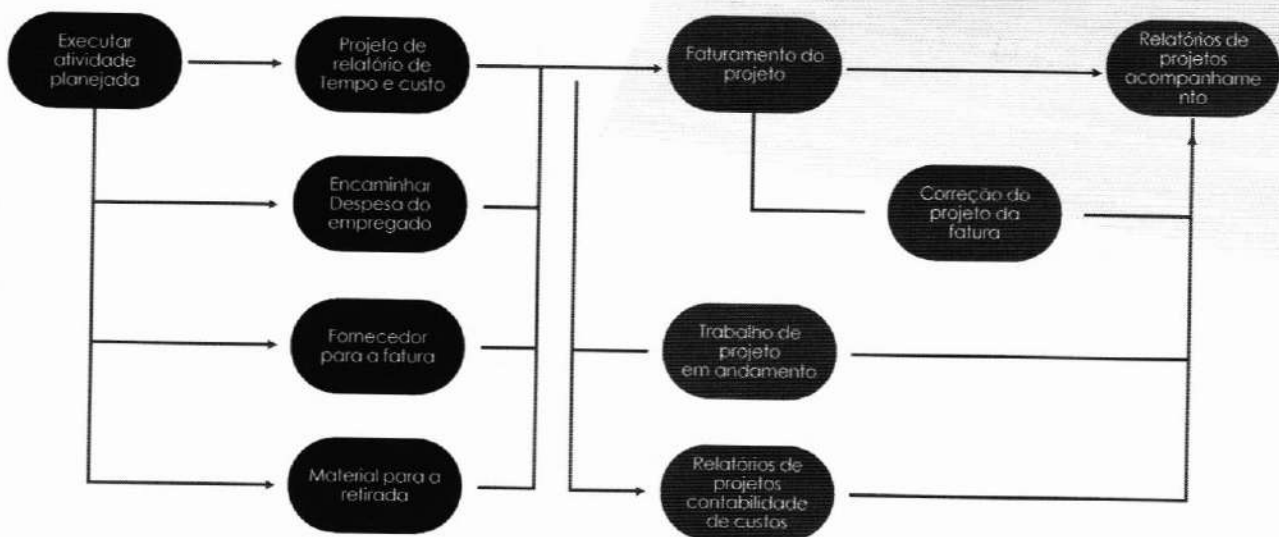 Executar
atividade
planejada
Projeto de
relatório de
Tempo e custo
Faturamento do
projeto
Relatórios de
projetos
acompanhame
nto
Encaminhar
Despesa do
empregado
Correção do
projeto da
fatura
Fornecedor
para a fatura
Trabalho de
projeto
em andamento
Material para a
retirada
Relatórios de
projetos
contabilidade
de custos